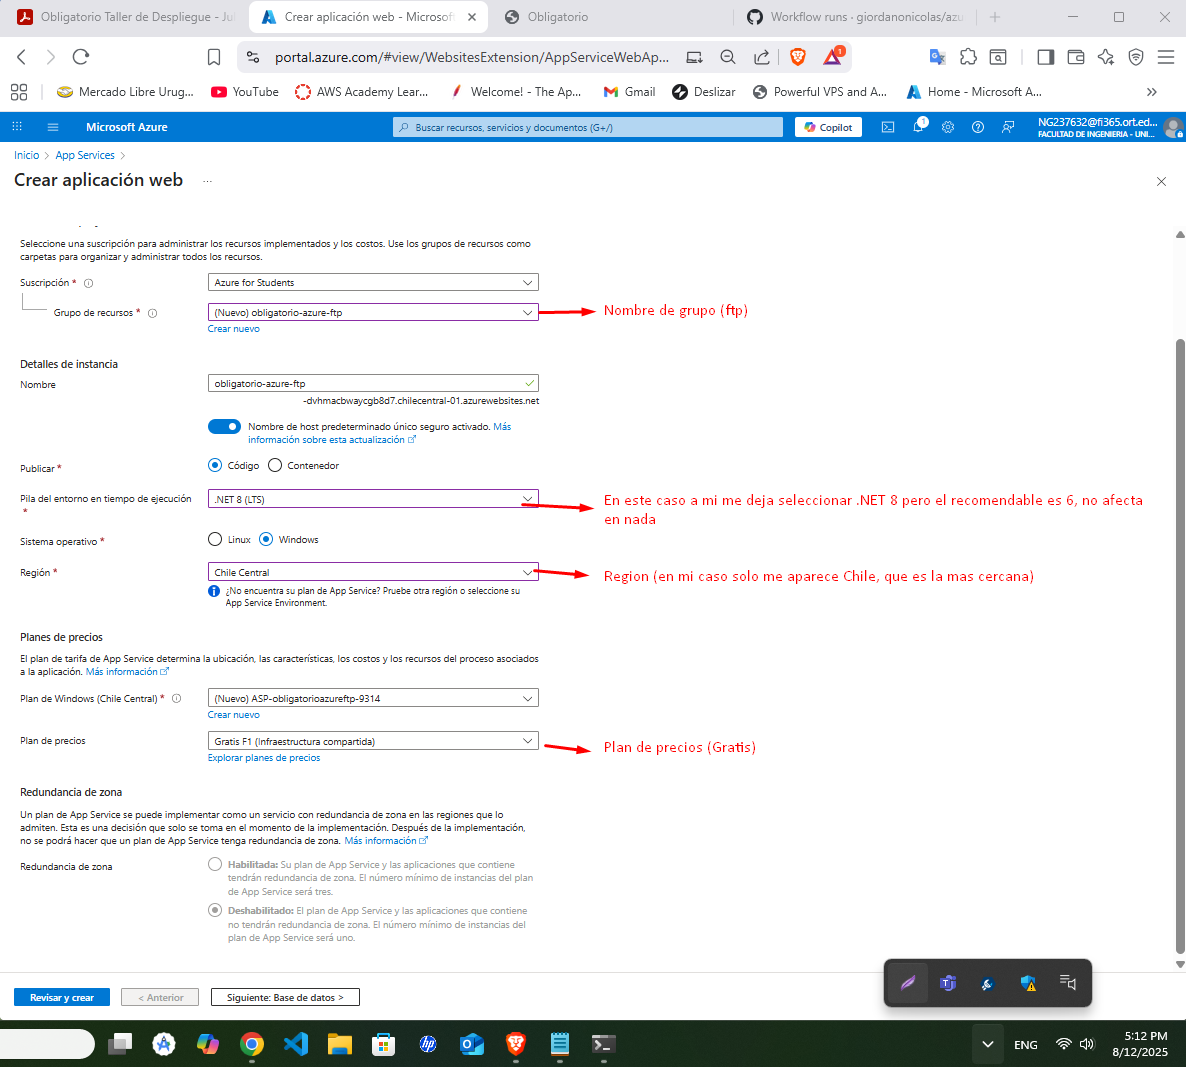 Obligatorio Taller de Despliegue - Ju
Crear aplicación web - Microsof
Obligatorio
Workflow runs · giordanonicolas/azu
portal.azure.com/#view/WebsitesExtension/AppServiceWebAp...
1
Mercado Libre Urug...
YouTube
AWS Academy Lear...
Welcome! - The Ap...
Gmail
Deslizar
Powerful VPS and A...
Home - Microsoft A...
Microsoft Azure
Buscar recursos, servicios y documentos (G+/)
Copilot
1
NG237632@fi365.ort.ed...
FACULTAD DE INGENIERIA - UNI...
Inicio > App Services >
Crear aplicación web ...
Seleccione una suscripción para administrar los recursos implementados y los costos. Use los grupos de recursos como
carpetas para organizar y administrar todos los recursos.
Suscripción *
Azure for Students
Grupo de recursos *
(Nuevo) obligatorio-azure-ftp
Nombre de grupo (ftp)
Crear nuevo
Detalles de instancia
Nombre
obligatorio-azure-ftp
-dvhmacbwaycgb8d7.chilecentral-01.azurewebsites.net
Nombre de host predeterminado único seguro activado. Más
información sobre esta actualización
Publicar *
Código
Contenedor
Pila del entorno en tiempo de ejecución
*
.NET 8 (LTS)
En este caso a mi me deja seleccionar .NET 8 pero el recomendable es 6, no afecta
en nada
Sistema operativo *
Linux
Windows
Región *
Chile Central
Region (en mi caso solo me aparece Chile, que es la mas cercana)
¿No encuentra su plan de App Service? Pruebe otra región o seleccione su
App Service Environment.
Planes de precios
El plan de tarifa de App Service determina la ubicación, las características, los costos y los recursos del proceso asociados
a la aplicación. Más información
Plan de Windows (Chile Central) *
(Nuevo) ASP-obligatorioazureftp-9314
Crear nuevo
Plan de precios
Gratis F1 (Infraestructura compartida)
Plan de precios (Gratis)
Explorar planes de precios
Redundancia de zona
Un plan de App Service se puede implementar como un servicio con redundancia de zona en las regiones que lo
admiten. Esta es una decisión que solo se toma en el momento de la implementación. Después de la implementación,
no se podrá hacer que un plan de App Service tenga redundancia de zona. Más información
Redundancia de zona
Habilitada: Su plan de App Service y las aplicaciones que contiene
tendrán redundancia de zona. El número mínimo de instancias del plan
de App Service será tres.
Deshabilitado: El plan de App Service y las aplicaciones que contiene
no tendrán redundancia de zona. El número mínimo de instancias del
plan de App Service será uno.
Revisar y crear
< Anterior
Siguiente: Base de datos >
ENG
5:12 PM
8/12/2025